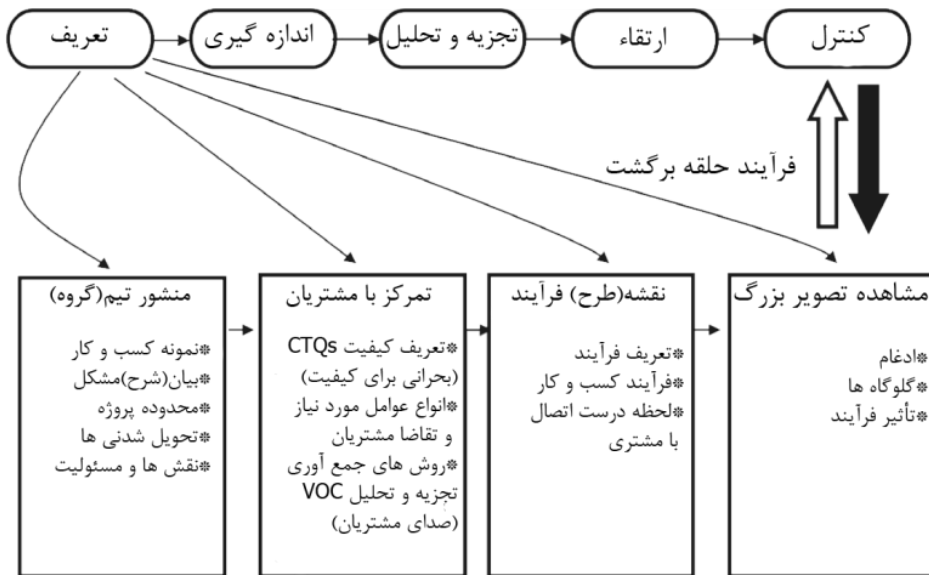 تعریف
اندازه گیری
تجزیه و تحلیل
ارتقاء
کنترل
فرآیند حلقه برگشت
منشور تیم(گروه)
*نمونه کسب و کار
*بیان(شرح)مشکل
*محدوده پروژه
*تحویل شدنی ها
*نقش ها و مسئولیت
تمرکز با مشتریان
*تعریف کیفیت CTQs
(بحرانی برای کیفیت)
*انواع عوامل مورد نیاز
و تقاضا مشتریان
*روش های جمع آوری
تجزیه و تحلیل VOC
(صدای مشتریان)
نقشه(طرح) فرآیند
*تعریف فرآیند
*فرآیند کسب و کار
*لحظه درست اتصال
با مشتری
مشاهده تصویر بزرگ
*ادغام
*گلوگاه ها
*تأثیر فرآیند